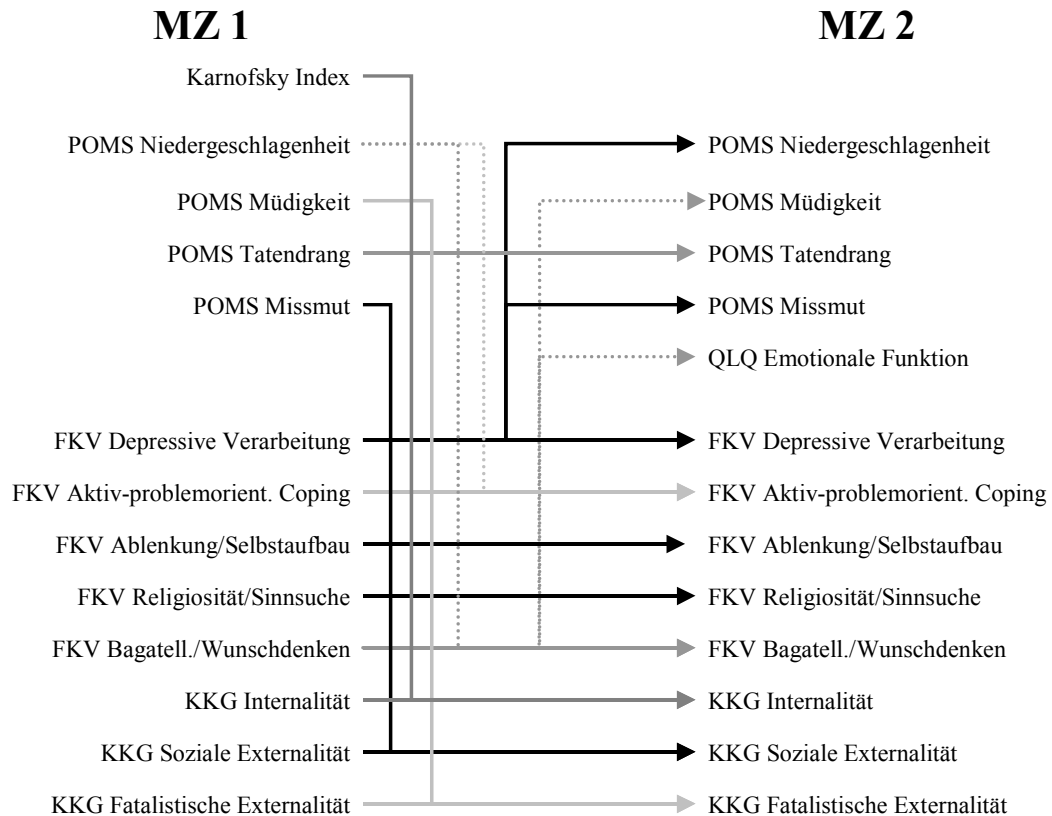 MZ 1
MZ 2
Karnofsky Index
POMS Niedergeschlagenheit
POMS Niedergeschlagenheit
POMS Müdigkeit
POMS Müdigkeit
POMS Tatendrang
POMS Tatendrang
POMS Missmut
POMS Missmut
QLQ Emotionale Funktion
FKV Depressive Verarbeitung
FKV Depressive Verarbeitung
FKV Aktiv-problemorient. Coping
FKV Aktiv-problemorient. Coping
FKV Ablenkung/Selbstaufbau
FKV Ablenkung/Selbstaufbau
FKV Religiosität/Sinnsuche
FKV Religiosität/Sinnsuche
FKV Bagatell./Wunschdenken
FKV Bagatell./Wunschdenken
KKG Internalität
KKG Internalität
KKG Soziale Externalität
KKG Soziale Externalität
KKG Fatalistische Externalität
KKG Fatalistische Externalität